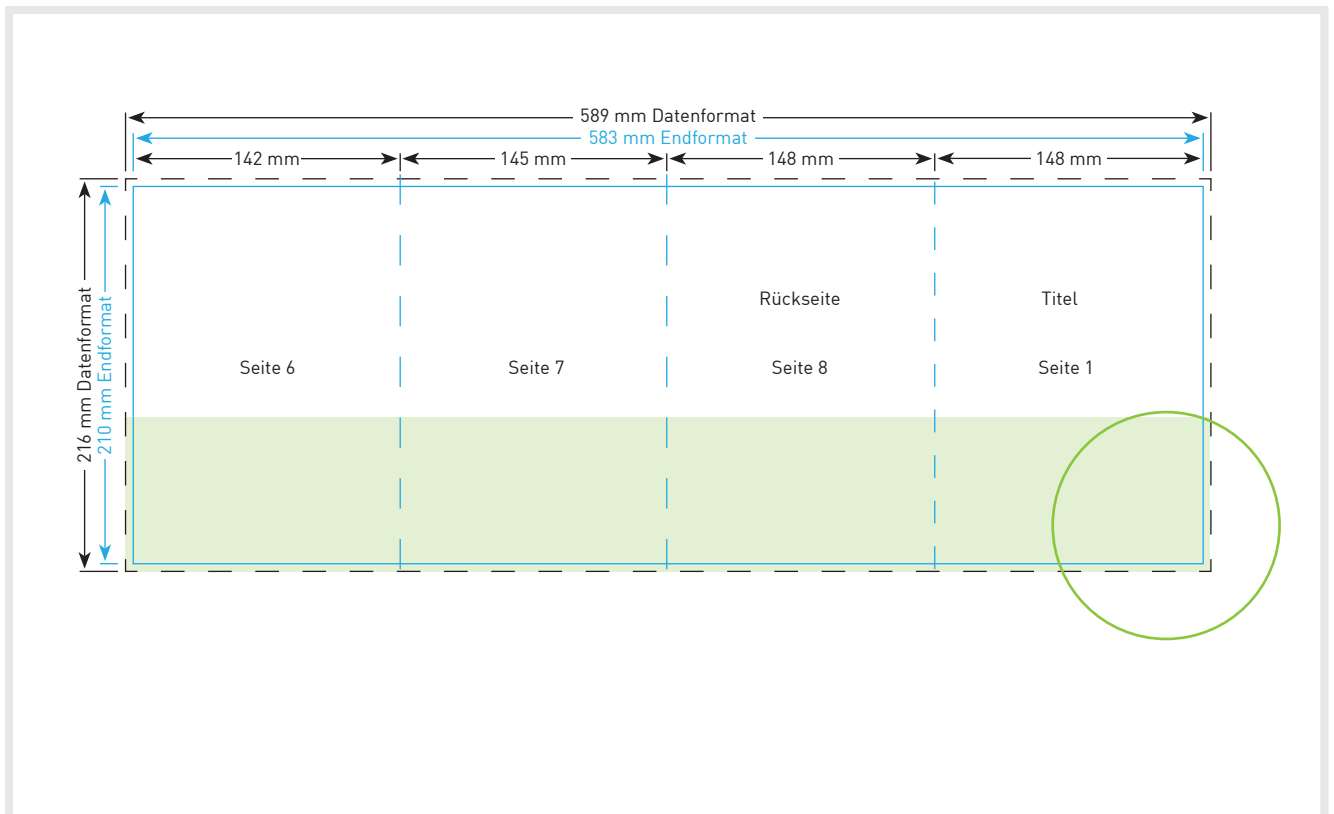 589 mm Datenformat
583 mm Endformat
142 mm
145 mm
148 mm
148 mm
216 mm Datenformat
210 mm Endformat
Rückseite
Titel
Seite 6
Seite 7
Seite 8
Seite 1